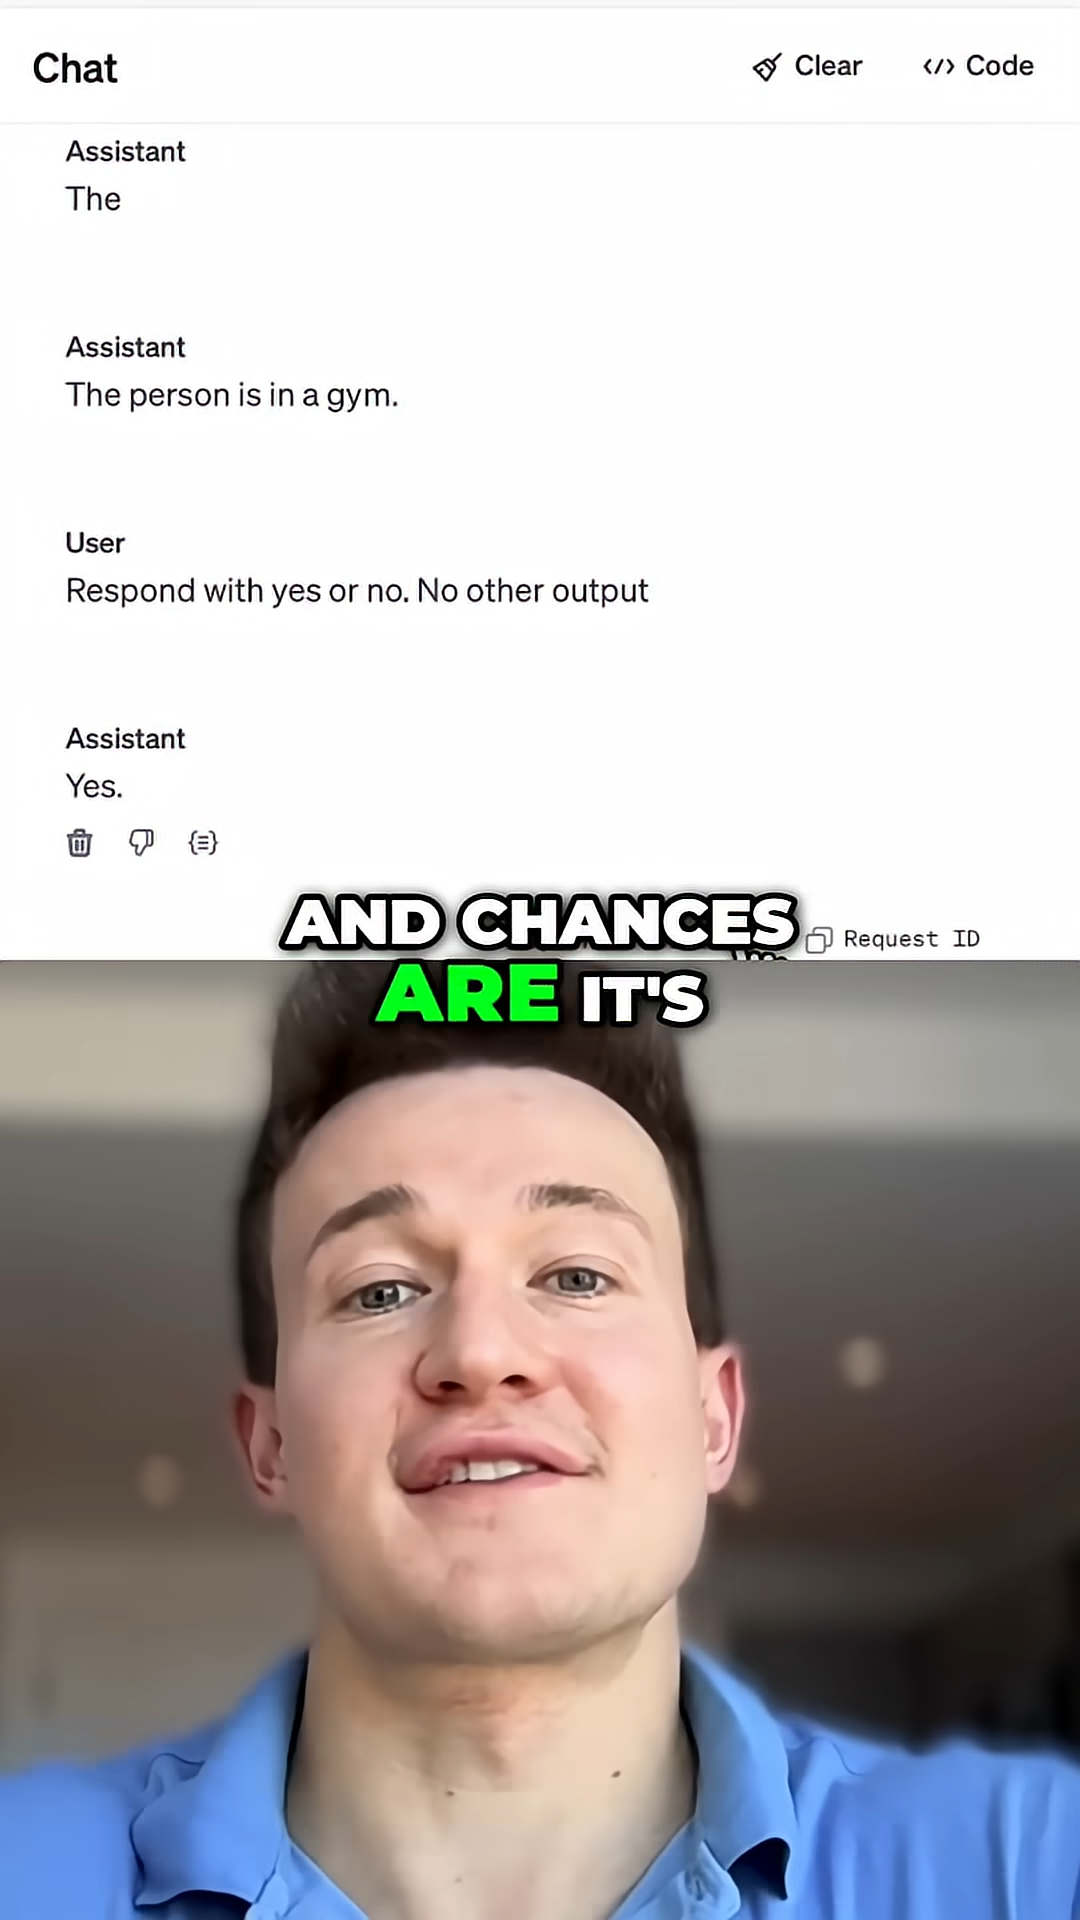 Chat
Clear
Code
Assistant
The
Assistant
The person is in a gym.
User
Respond with yes or no. No other output
Assistant
Yes.
Request ID
AND CHANCES
ARE IT'S